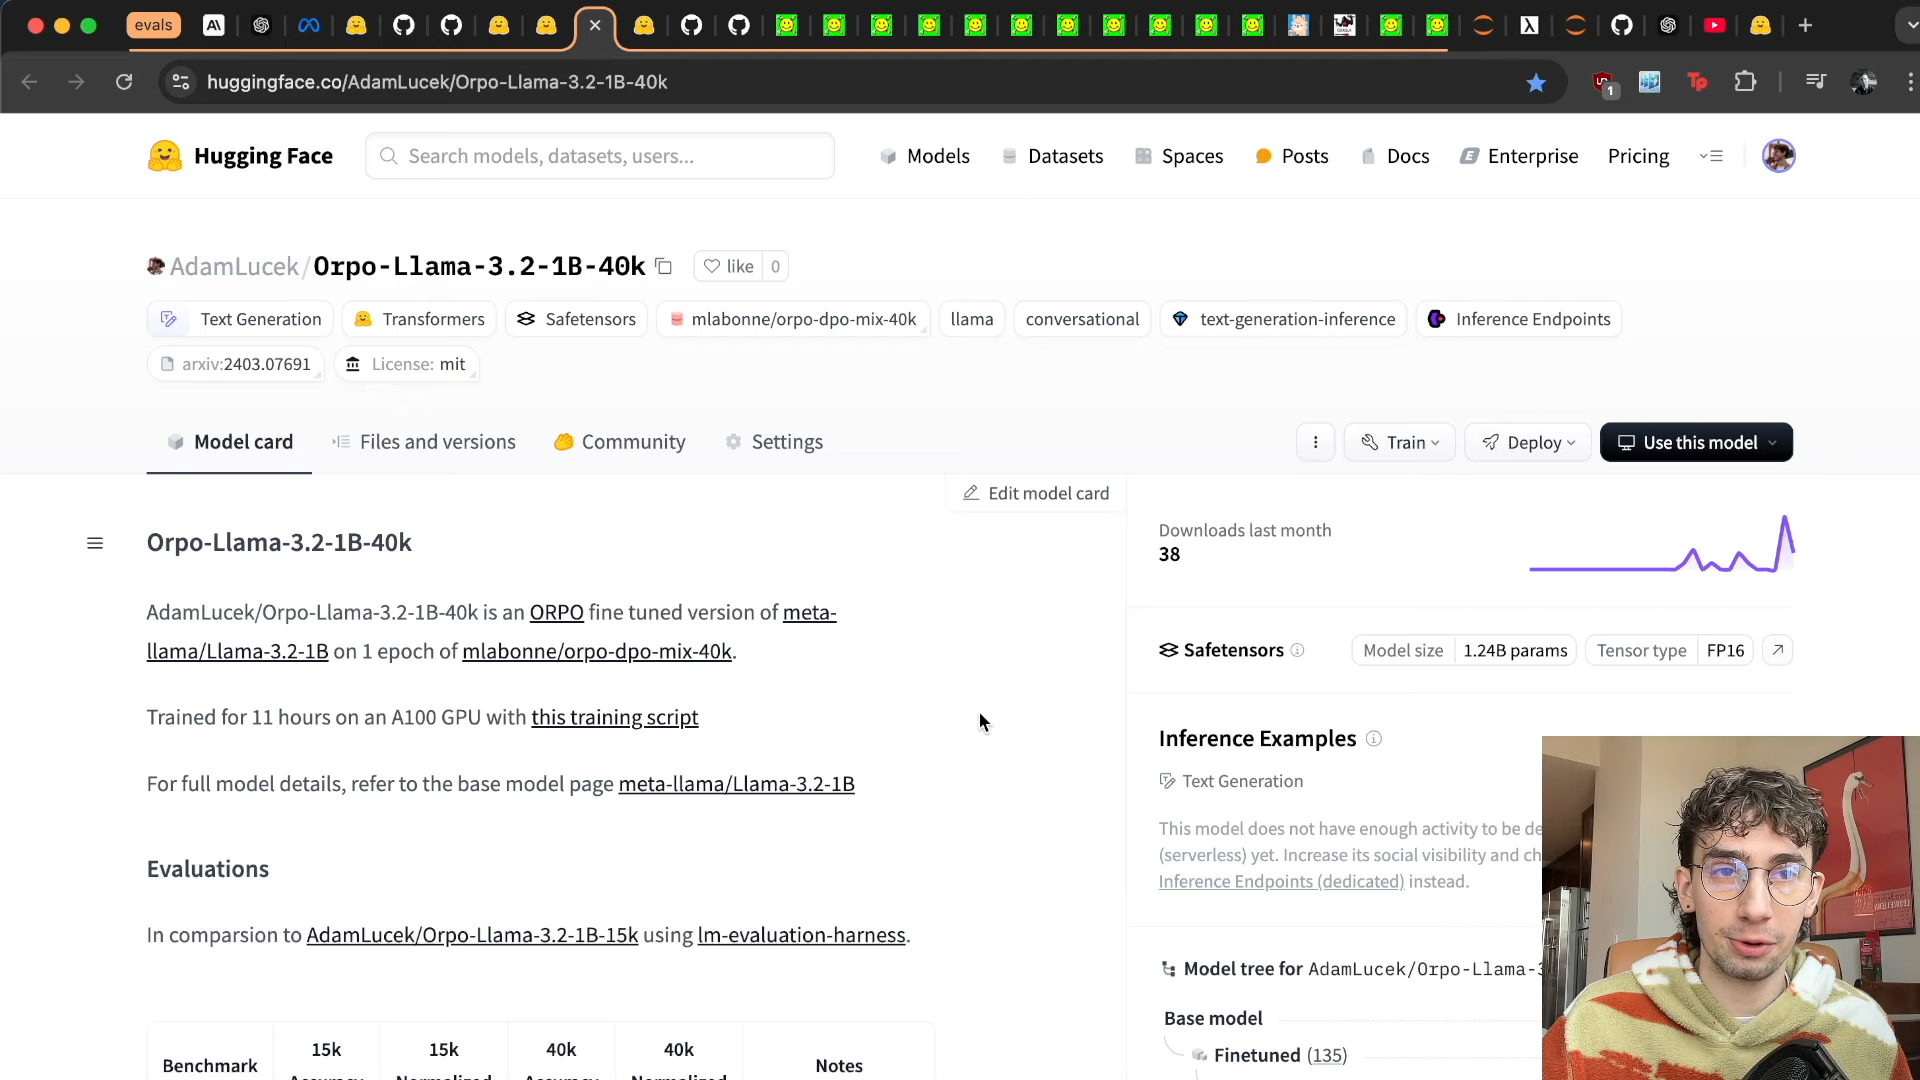 evals
huggingface.co/AdamLucek/Orpo-Llama-3.2-1B-40k
1
Hugging Face
Search models, datasets, users...
Models
Datasets
Spaces
Posts
Docs
Enterprise
Pricing
AdamLucek/Orpo-Llama-3.2-1B-40k
like 0
Text Generation
Transformers
Safetensors
mlabonne/orpo-dpo-mix-40k
llama
conversational
text-generation-inference
Inference Endpoints
arxiv:2403.07691
License: mit
Model card
Files and versions
Community
Settings
Train
Deploy
Use this model
Edit model card
Orpo-Llama-3.2-1B-40k
AdamLucek/Orpo-Llama-3.2-1B-40k is an ORPO fine tuned version of meta-
llama/Llama-3.2-1B on 1 epoch of mlabonne/orpo-dpo-mix-40k.
Trained for 11 hours on an A100 GPU with this training script
For full model details, refer to the base model page meta-llama/Llama-3.2-1B
Evaluations
In comparsion to AdamLucek/Orpo-Llama-3.2-1B-15k using lm-evaluation-harness.
Benchmark
15k
15k
40k
40k
Notes
Downloads last month
38
Safetensors
Model size 1.24B params
Tensor type FP16
Inference Examples
Text Generation
This model does not have enough activity to be
(serverless) yet. Increase its social visibility and
Inference Endpoints (dedicated) instead.
Model tree for AdamLucek/Orpo-Llama-
Base model
Finetuned (135)